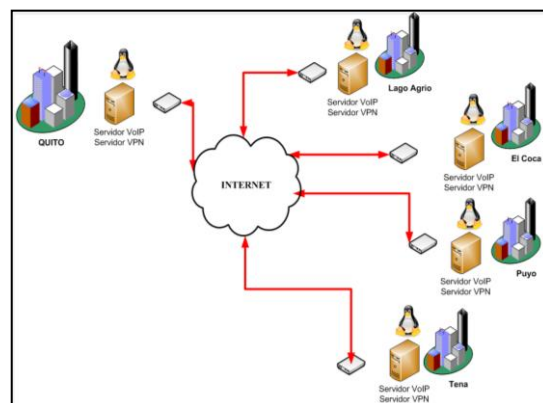 QUITO
Servidor VoIP
Servidor VPN
INTERNET
Lago Agrio
Servidor VoIP
Servidor VPN
El Coca
Servidor VoIP
Servidor VPN
Puyo
Servidor VoIP
Servidor VPN
Tena
Servidor VoIP
Servidor VPN